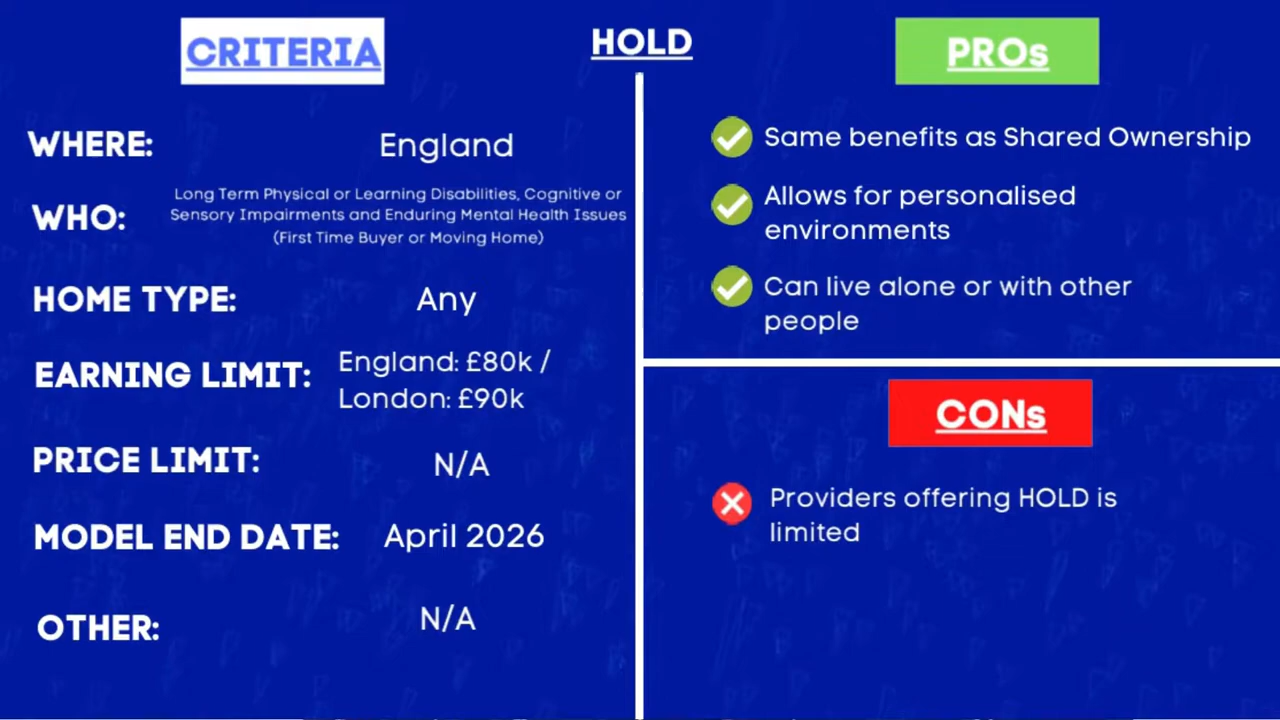 HOLD
CRITERIA
WHERE:
England
WHO:
Long Term Physical or Learning Disabilities, Cognitive or
Sensory Impairments and Enduring Mental Health Issues
(First Time Buyer or Moving Home)
HOME TYPE:
Any
EARNING LIMIT:
England: £80k /
London: £90k
PRICE LIMIT:
N/A
MODEL END DATE:
April 2026
OTHER:
N/A
PROs
Same benefits as Shared Ownership
Allows for personalised
environments
Can live alone or with other
people
CONs
Providers offering HOLD is
limited